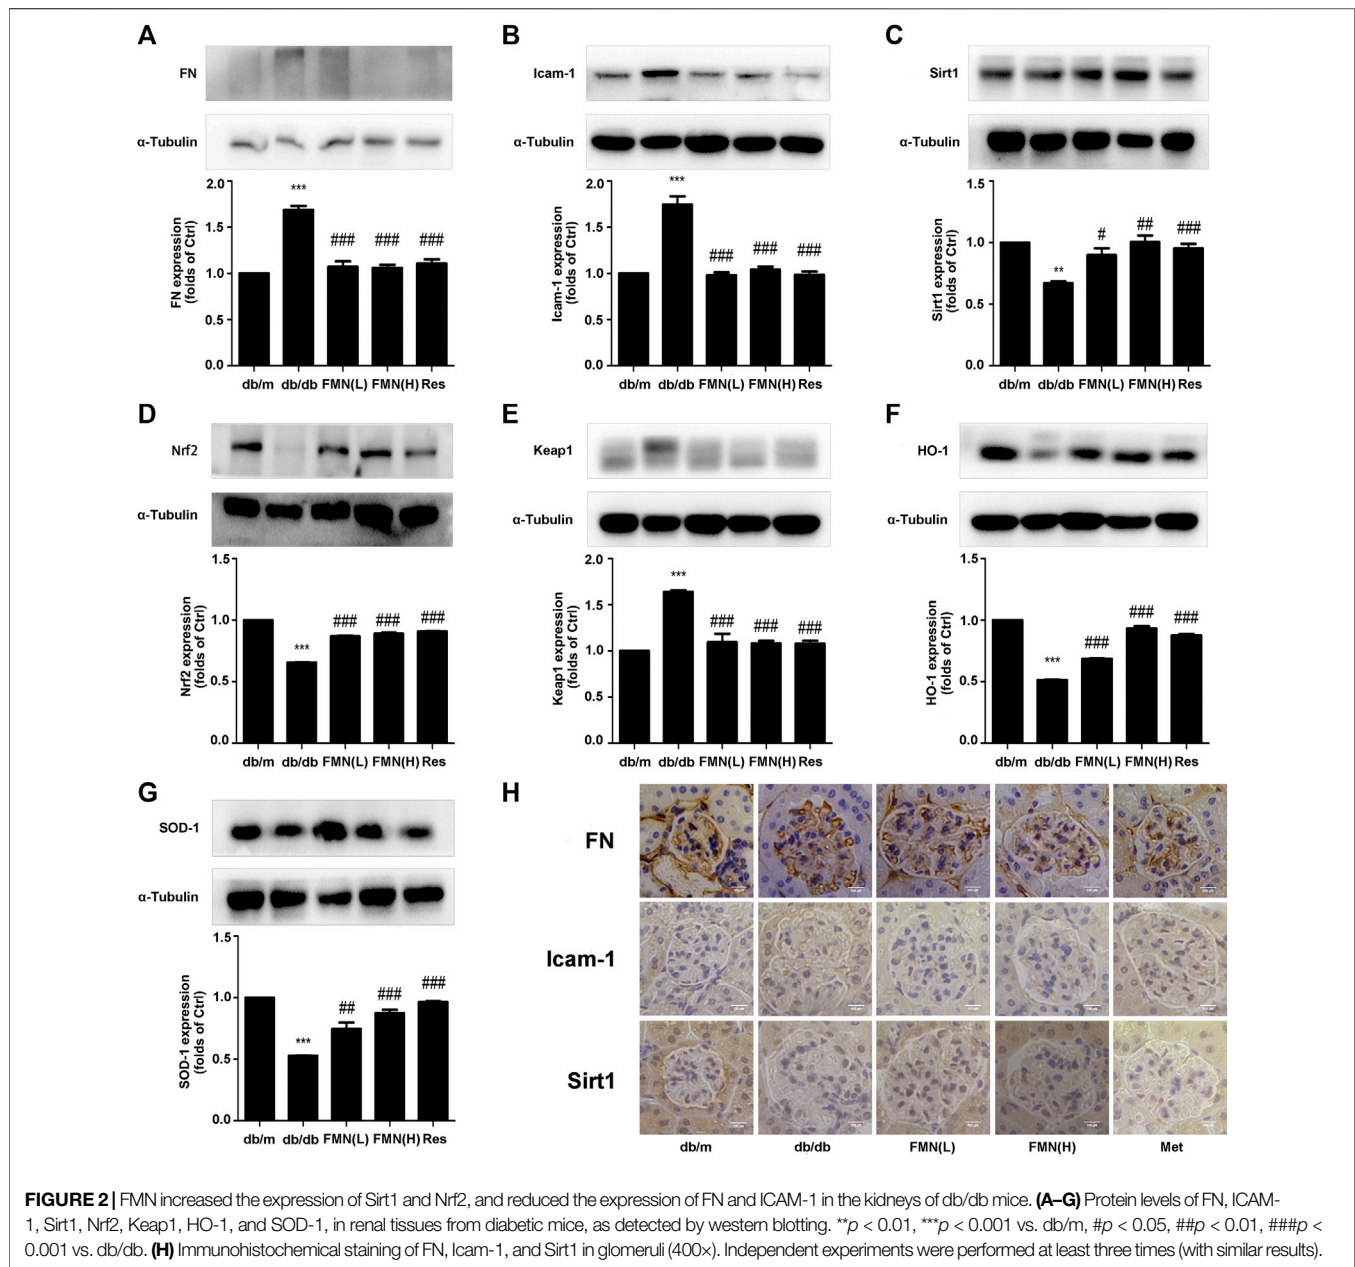 A
FN
α-Tubulin
FN expression
(folds of Ctrl)
2.0
1.5
1.0
0.5
0.0
***
###
###
###
db/m db/db FMN(L) FMN(H) Res
B
Icam-1
α-Tubulin
Icam-1 expression
(folds of Ctrl)
2.0
1.5
1.0
0.5
0.0
***
###
###
###
db/m db/db FMN(L) FMN(H) Res
C
Sirt1
α-Tubulin
Sirt1 expression
(folds of Ctrl)
1.5
1.0
0.5
0.0
**
#
##
###
db/m db/db FMN(L) FMN(H) Res
D
Nrf2
α-Tubulin
Nrf2 expression
(folds of Ctrl)
1.5
1.0
0.5
0.0
***
###
###
###
db/m db/db FMN(L) FMN(H) Res
E
Keap1
α-Tubulin
Keap1 expression
(folds of Ctrl)
2.0
1.5
1.0
0.5
0.0
***
###
###
###
db/m db/db FMN(L) FMN(H) Res
F
HO-1
α-Tubulin
HO-1 expression
(folds of Ctrl)
1.5
1.0
0.5
0.0
***
###
###
###
db/m db/db FMN(L) FMN(H) Res
G
SOD-1
α-Tubulin
SOD-1 expression
(folds of Ctrl)
1.5
1.0
0.5
0.0
***
##
###
###
db/m db/db FMN(L) FMN(H) Res
H
FN
Icam-1
Sirt1
db/m db/db FMN(L) FMN(H) Met
FIGURE 2 | FMN increased the expression of Sirt1 and Nrf2, and reduced the expression of FN and ICAM-1 in the kidneys of db/db mice. (A–G) Protein levels of FN, ICAM-
1, Sirt1, Nrf2, Keap1, HO-1, and SOD-1, in renal tissues from diabetic mice, as detected by western blotting. **p < 0.01, ***p < 0.001 vs. db/m, #p < 0.05, ##p < 0.01, ###p <
0.001 vs. db/db. (H) Immunohistochemical staining of FN, Icam-1, and Sirt1 in glomeruli (400×). Independent experiments were performed at least three times (with similar results).